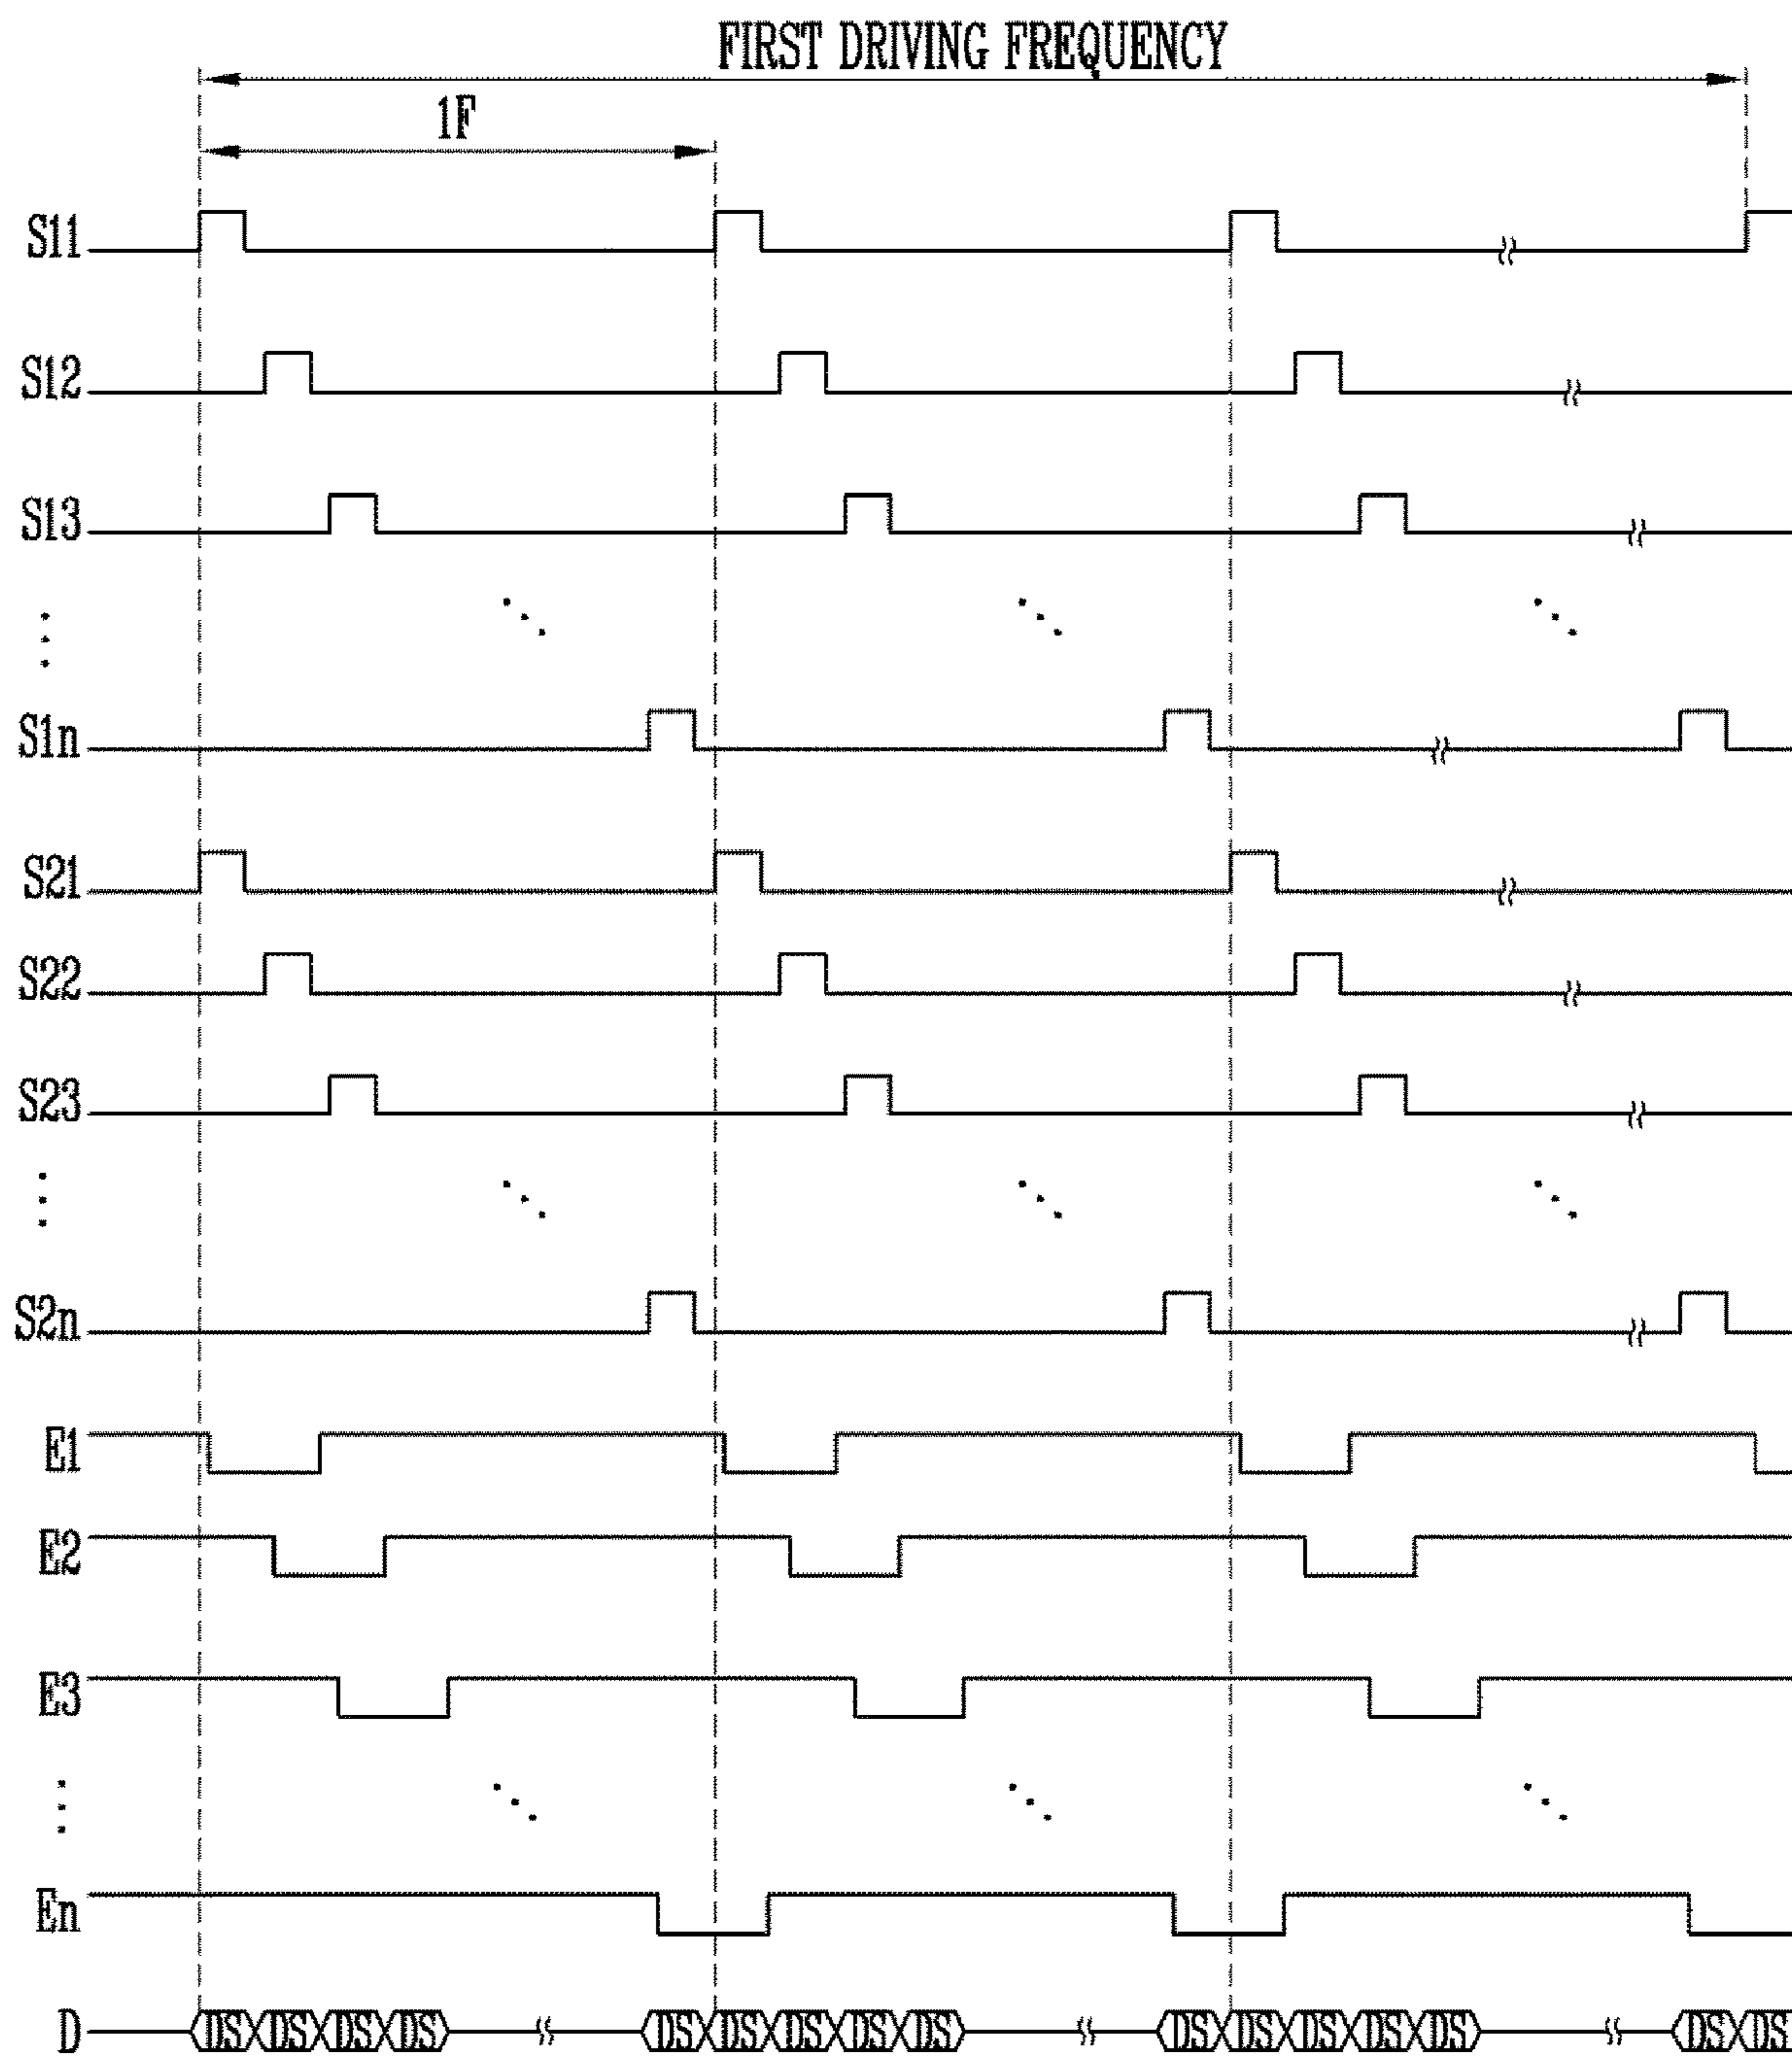 FIRST DRIVING FREQUENCY
1F
S11
S12
S13
S1n
S21
S22
S23
S2n
E1
E2
E3
En
D DS DS DS DS DS DS DS DS DS DS DS DS DS DS DS